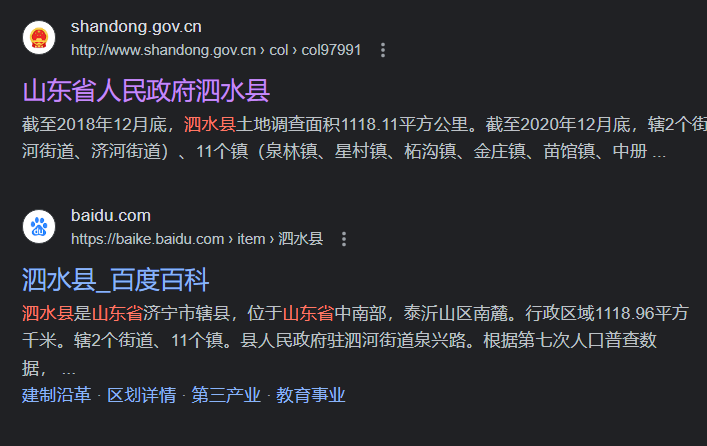 shandong.gov.cn
http://www.shandong.gov.cn › col › col97991
山东省人民政府泗水县
截至2018年12月底，泗水县土地调查面积1118.11平方公里。截至2020年12月底，辖2个街
河街道、济河街道）、11个镇（泉林镇、星村镇、柘沟镇、金庄镇、苗馆镇、中册 ...
baidu.com
https://baike.baidu.com › item › 泗水县
泗水县_百度百科
泗水县是山东省济宁市辖县，位于山东省中南部，泰沂山区南麓。行政区域1118.96平方
千米。辖2个街道、11个镇。县人民政府驻泗河街道泉兴路。根据第七次人口普查数
据， ...
建制沿革 · 区划详情 · 第三产业 · 教育事业